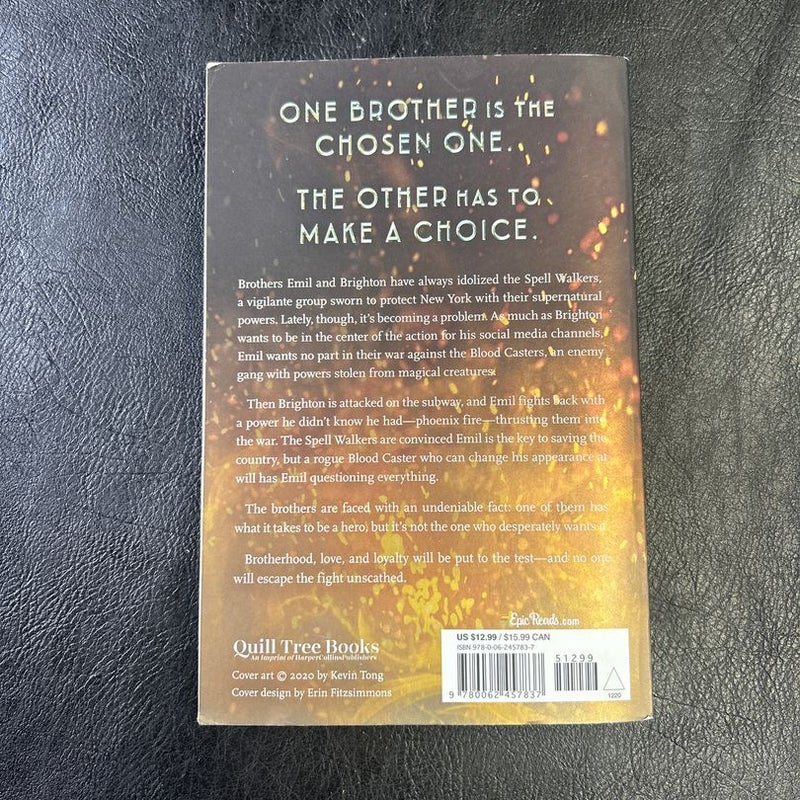 ONE BROTHER IS THE
CHOSEN ONE.
THE OTHER HAS TO
MAKE A CHOICE.
Brothers Emil and Brighton have always idolized the Spell Walkers,
a vigilante group sworn to protect New York with their supernatural
powers. Lately, though, it's becoming a problem. As much as Brighton
wants to be in the center of the action for his social media channels,
Emil wants no part in their war against the Blood Casters, an enemy
gang with powers stolen from magical creatures.
Then Brighton is attacked on the subway, and Emil fights back with
a power he didn't know he had—phoenix fire—thrusting them into
the war. The Spell Walkers are convinced Emil is the key to saving the
country, but a rogue Blood Caster who can change his appearance at
will has Emil questioning everything.
The brothers are faced with an undeniable fact: one of them has
what it takes to be a hero, but it's not the one who desperately wants it.
Brotherhood, love, and loyalty will be put to the test—and no one
will escape the fight unscathed.
EpicReads.com
Quill Tree Books
An Imprint of HarperCollinsPublishers
Cover art © 2020 by Kevin Tong
Cover design by Erin Fitzsimmons
US $12.99 / $15.99 CAN
ISBN 978-0-06-245783-7
51299
9 780062 457837
1220